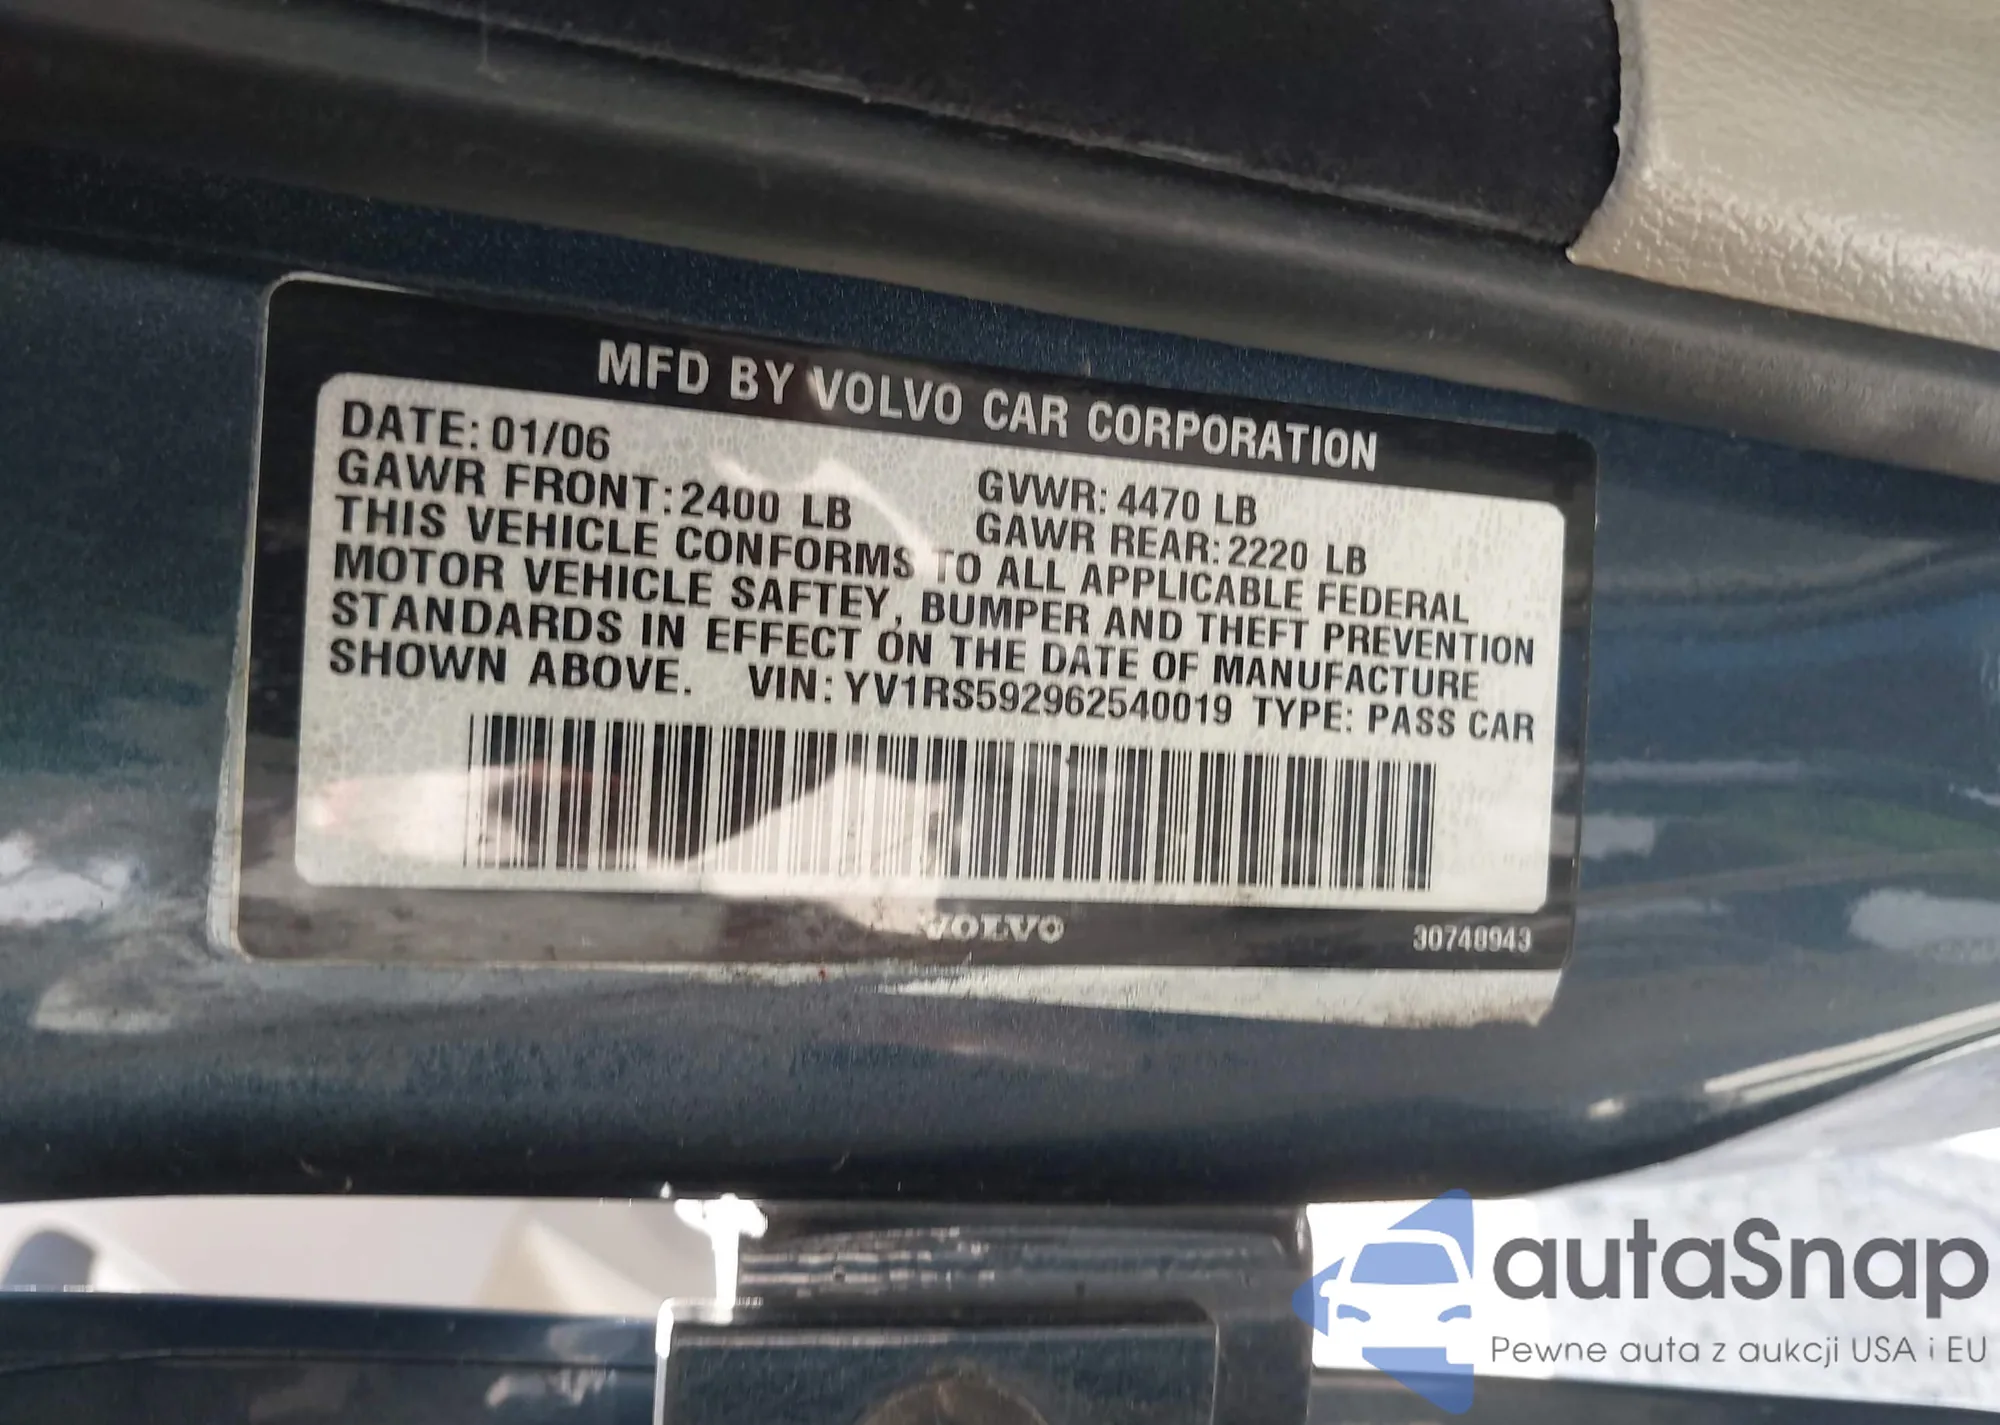 MFD BY VOLVO CAR CORPORATION
DATE: 01/06
GVWR: 4470 LB
GAWR FRONT: 2400 LB
GAWR REAR: 2220 LB
THIS VEHICLE CONFORMS TO ALL APPLICABLE FEDERAL
MOTOR VEHICLE SAFTEY, BUMPER AND THEFT PREVENTION
STANDARDS IN EFFECT ON THE DATE OF MANUFACTURE
SHOWN ABOVE. VIN: YV1RS592962540019 TYPE: PASS CAR
VOLVO
30748943
autaSnap
Pewne auta z aukcji USA i EU